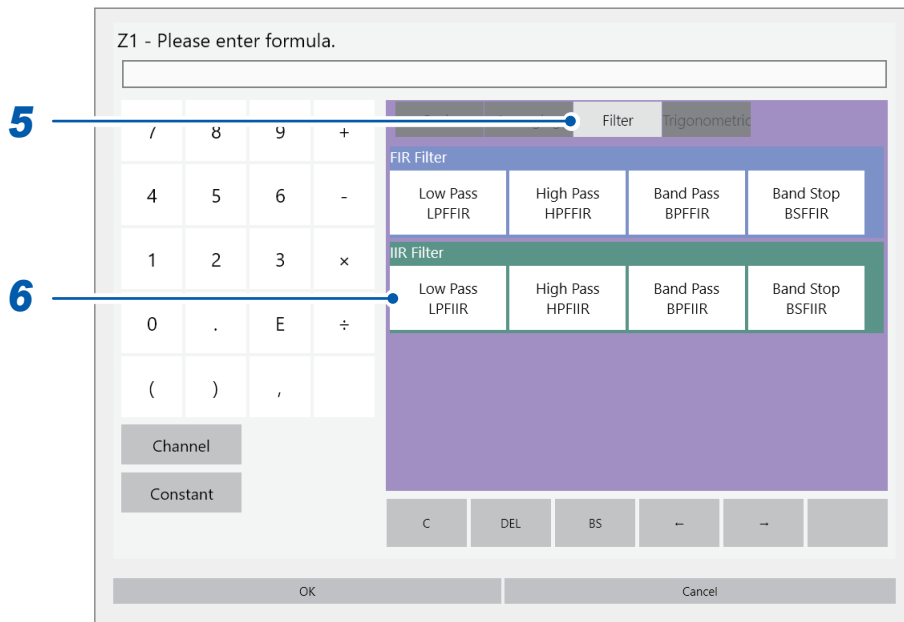 Z1 - Please enter formula.
5
Filter
Trigonometric
7 8 9 +
FIR Filter
Low Pass
LPFFIR
High Pass
HPFFIR
Band Pass
BPFFIR
Band Stop
BSFFIR
4 5 6 -
IIR Filter
1 2 3 ×
6
Low Pass
LPFIIR
High Pass
HPFIIR
Band Pass
BPFIIR
Band Stop
BSFIIR
0 . E ÷
( ) ,
Channel
Constant
C DEL BS ← →
OK Cancel